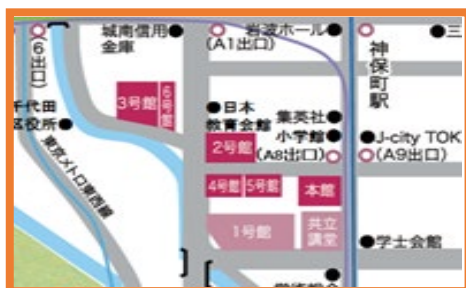 6出口)
城南信用
金庫
岩波ホール
(A1出口)
三
神保町駅
3号館
6号館
千代田
区役所
日本
教育会館
集英社
小学館
(A8出口)
J-city TOK
(A9出口)
2号館
東京メトロ東西線
4号館
5号館
本館
1号館
共立
講堂
学士会館